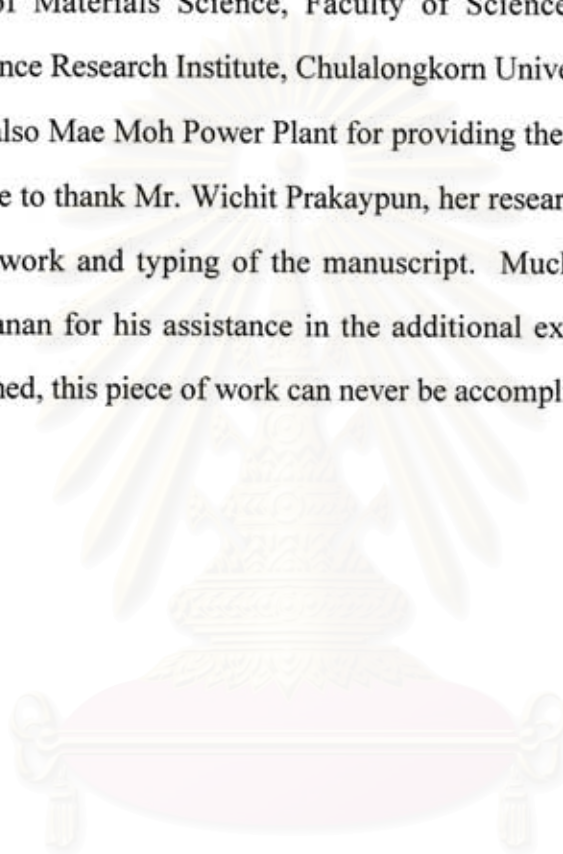 of Materials Science, Faculty of Science
nce Research Institute, Chulalongkorn Unive
also Mae Moh Power Plant for providing the
e to thank Mr. Wichit Prakaypun, her resear
work and typing of the manuscript. Much
nan for his assistance in the additional ex
ned, this piece of work can never be accompl